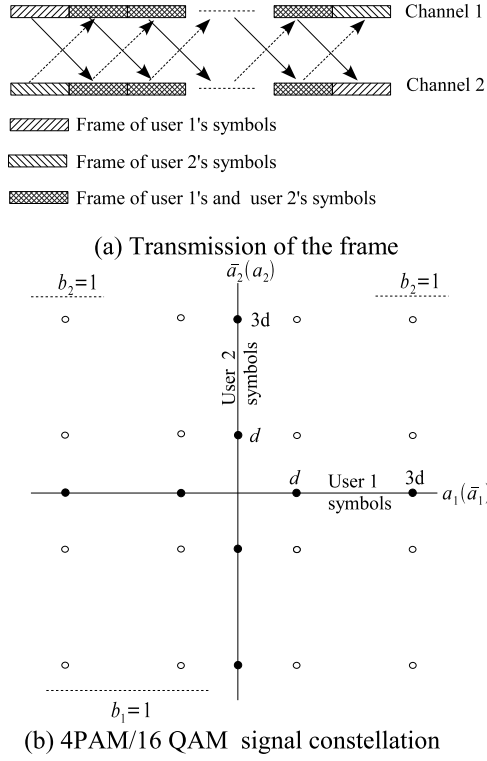 Channel 1
Channel 2
Frame of user 1's symbols
Frame of user 2's symbols
Frame of user 1's and user 2's symbols
(a) Transmission of the frame
ā₂(a₂)
b₂=1
b₂=1
3d
User 2 symbols
d
d
User 1 symbols
3d
a₁(ā₁
b₁=1
(b) 4PAM/16 QAM signal constellation